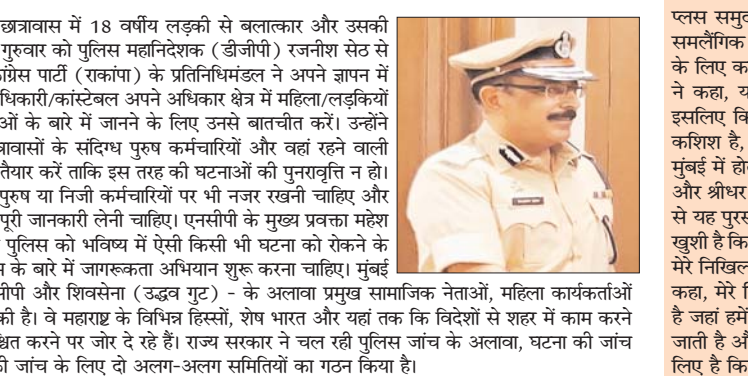 छात्रावास में 18 वर्षीय लड़की से बलात्कार और उसकी
गुरुवार को पुलिस महानिदेशक (डीजीपी) रजनीश सेठ से
कांग्रेस पार्टी (राकांपा) के प्रतिनिधिमंडल ने अपने ज्ञापन में
धिकारी/कांस्टेबल अपने अधिकार क्षेत्र में महिला/लड़कियों
ओं के बारे में जानने के लिए उनसे बातचीत करें। उन्होंने
त्रावासों के संदिग्ध पुरुष कर्मचारियों और वहां रहने वाली
तैयार करें ताकि इस तरह की घटनाओं की पुनरावृत्ति न हो।
पुरुष या निजी कर्मचारियों पर भी नजर रखनी चाहिए और
पूरी जानकारी लेनी चाहिए। एनसीपी के मुख्य प्रवक्ता महेश
पुलिस को भविष्य में ऐसी किसी भी घटना को रोकने के
के बारे में जागरूकता अभियान शुरू करना चाहिए। मुंबई
सीपी और शिवसेना (उद्धव गुट) - के अलावा प्रमुख सामाजिक नेताओं, महिला कार्यकर्ताओं
की है। वे महाराष्ट्र के विभिन्न हिस्सों, शेष भारत और यहां तक कि विदेशों से शहर में काम करने
श्चित करने पर जोर दे रहे हैं। राज्य सरकार ने चल रही पुलिस जांच के अलावा, घटना की जांच
की जांच के लिए दो अलग-अलग समितियों का गठन किया है।
प्लस समुद
समलैंगिक
के लिए क
ने कहा, य
इसलिए कि
कशिश है,
मुंबई में हो
और श्रीधर
से यह पुरस
खुशी है कि
मेरे निखिल
कहा, मेरे f
है जहां हमें
जाती है औ
लिए है कि